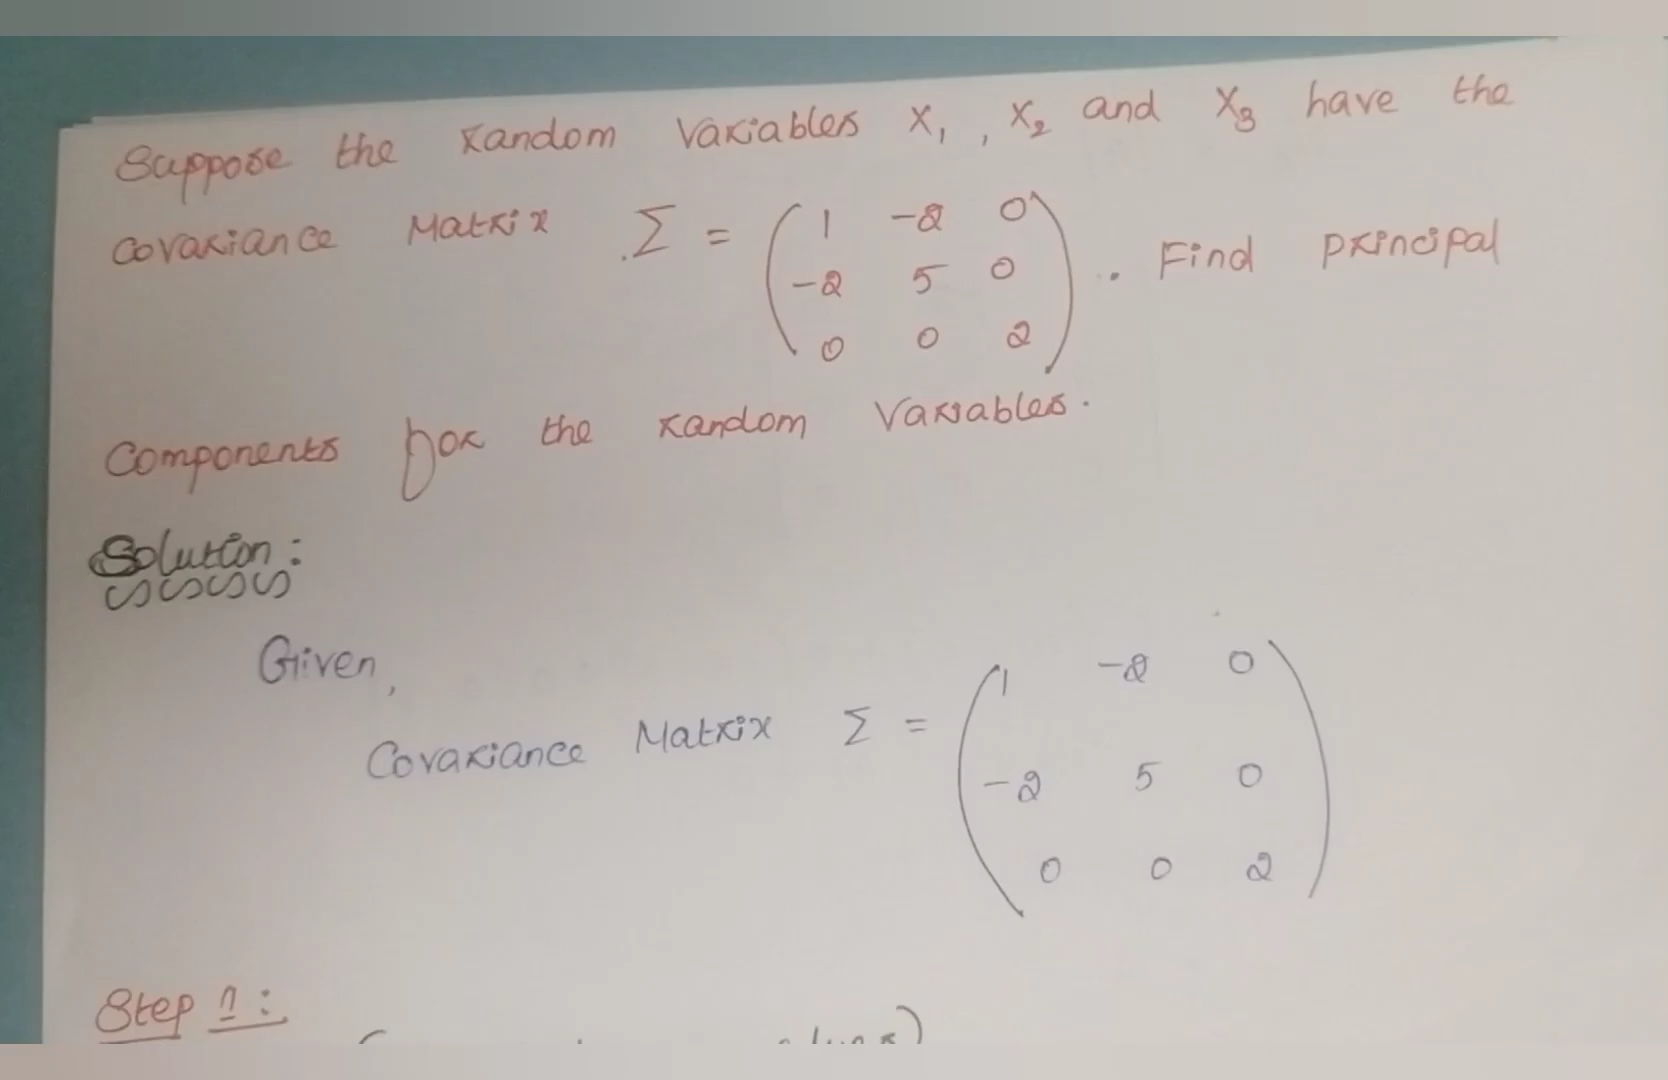 Suppose the random variables X₁, X₂ and X₃ have the
Covariance Matrix Σ = ( 1 -2 0
-2 5 0
0 0 2 ). Find principal
Components for the random variables.
Solution:
Given,
Covariance Matrix Σ = ( 1 -2 0
-2 5 0
0 0 2 )
Step 1: